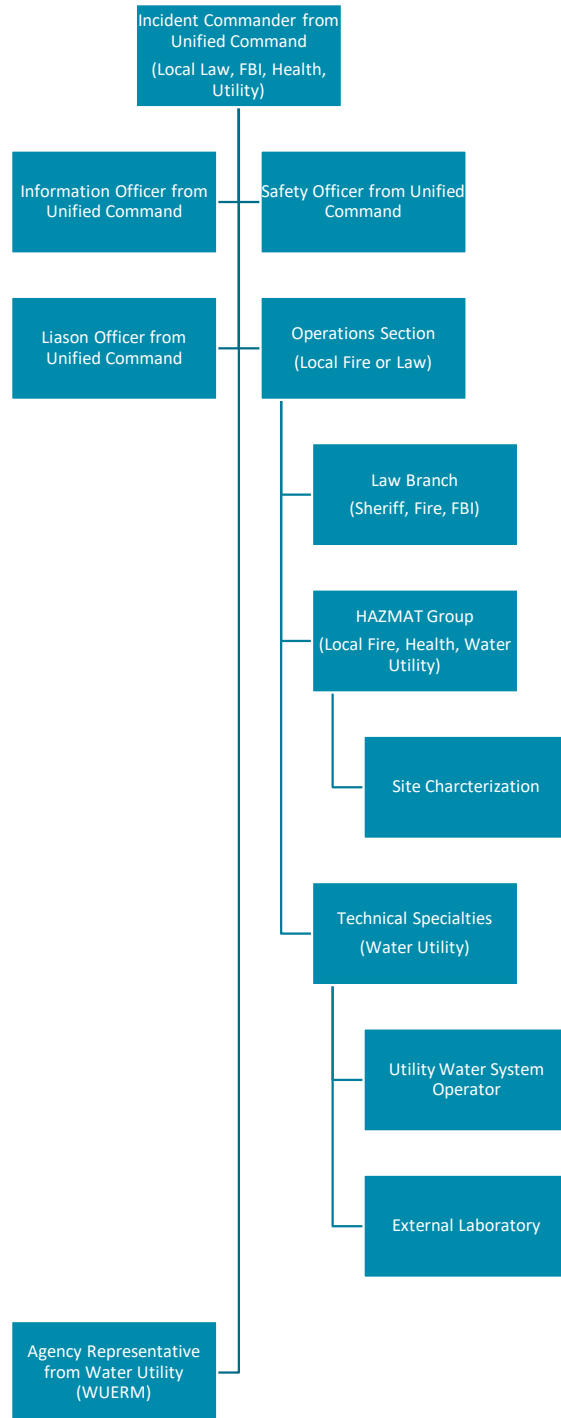 Incident Commander from
Unified Command
(Local Law, FBI, Health,
Utility)
Information Officer from
Unified Command
Safety Officer from Unified
Command
Liason Officer from
Unified Command
Operations Section
(Local Fire or Law)
Law Branch
(Sheriff, Fire, FBI)
HAZMAT Group
(Local Fire, Health, Water
Utility)
Site Charcterization
Technical Specialties
(Water Utility)
Utility Water System
Operator
External Laboratory
Agency Representative
from Water Utility
(WUERM)